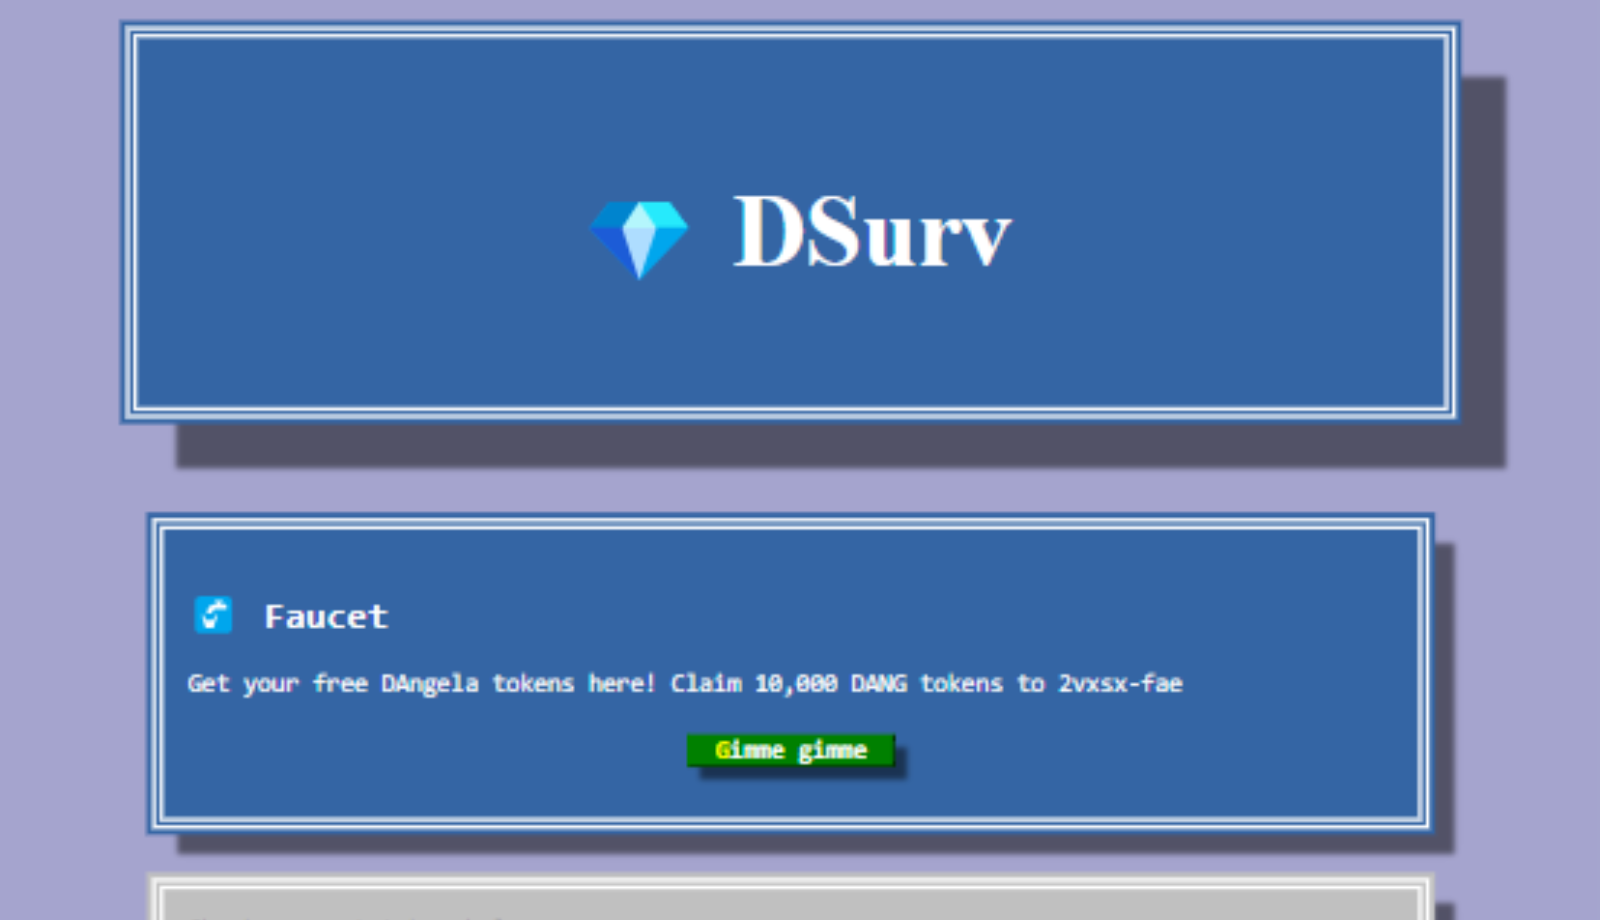 DSurv
Faucet
Get your free DAngela tokens here! Claim 10,000 DANG tokens to 2vxsx-fae
Gimme gimme